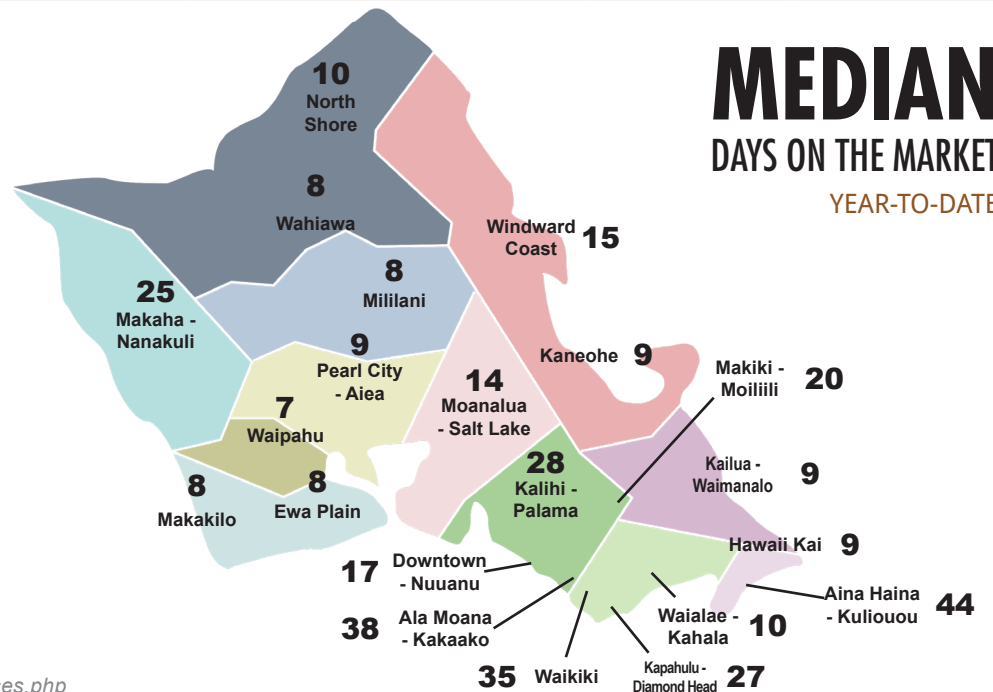 MEDIAN
DAYS ON THE MARKET
YEAR-TO-DATE
10
North
Shore
8
Wahiawa
Windward
Coast 15
8
Mililani
25
Makaha -
Nanakuli
9
Pearl City
- Aiea
Kaneohe 9
14
Moanalua
- Salt Lake
Makiki -
Moiliili 20
7
Waipahu
28
Kalihi -
Palama
Kailua -
Waimanalo 9
8
Makakilo
8
Ewa Plain
Hawaii Kai 9
17 Downtown
- Nuuanu
Aina Haina
- Kuliouou 44
38 Ala Moana
- Kakaako
Waialae -
Kahala 10
35 Waikiki
Kapahulu -
Diamond Head 27
es.php